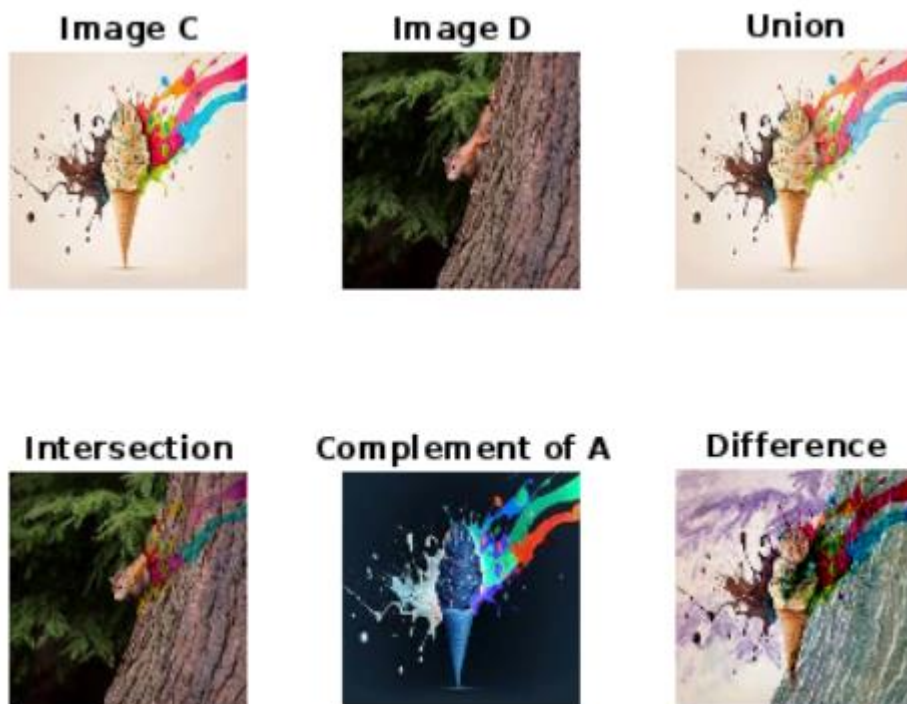 Image C
Image D
Union
Intersection
Complement of A
Difference